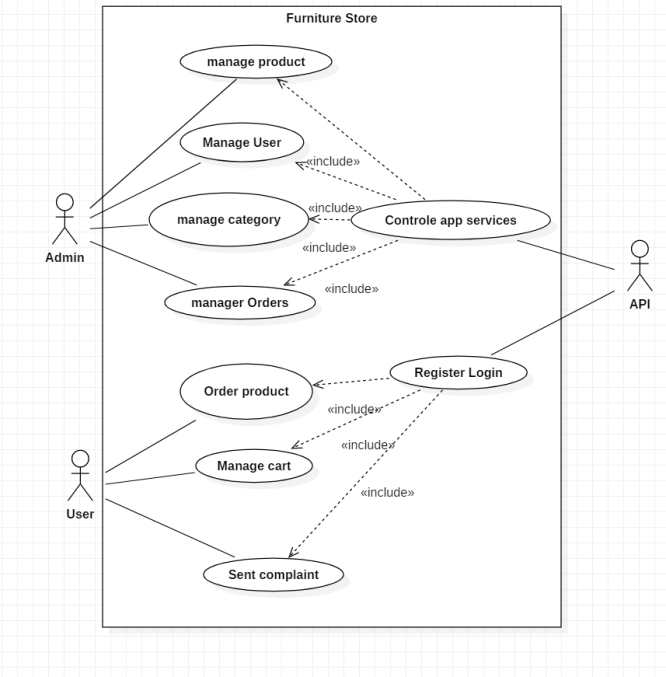 Furniture Store
manage product
Manage User
«include»
manage category
«include»
Controle app services
Admin
«include»
API
«include»
manager Orders
Register Login
Order product
«include»
«include»
Manage cart
«include»
User
Sent complaint